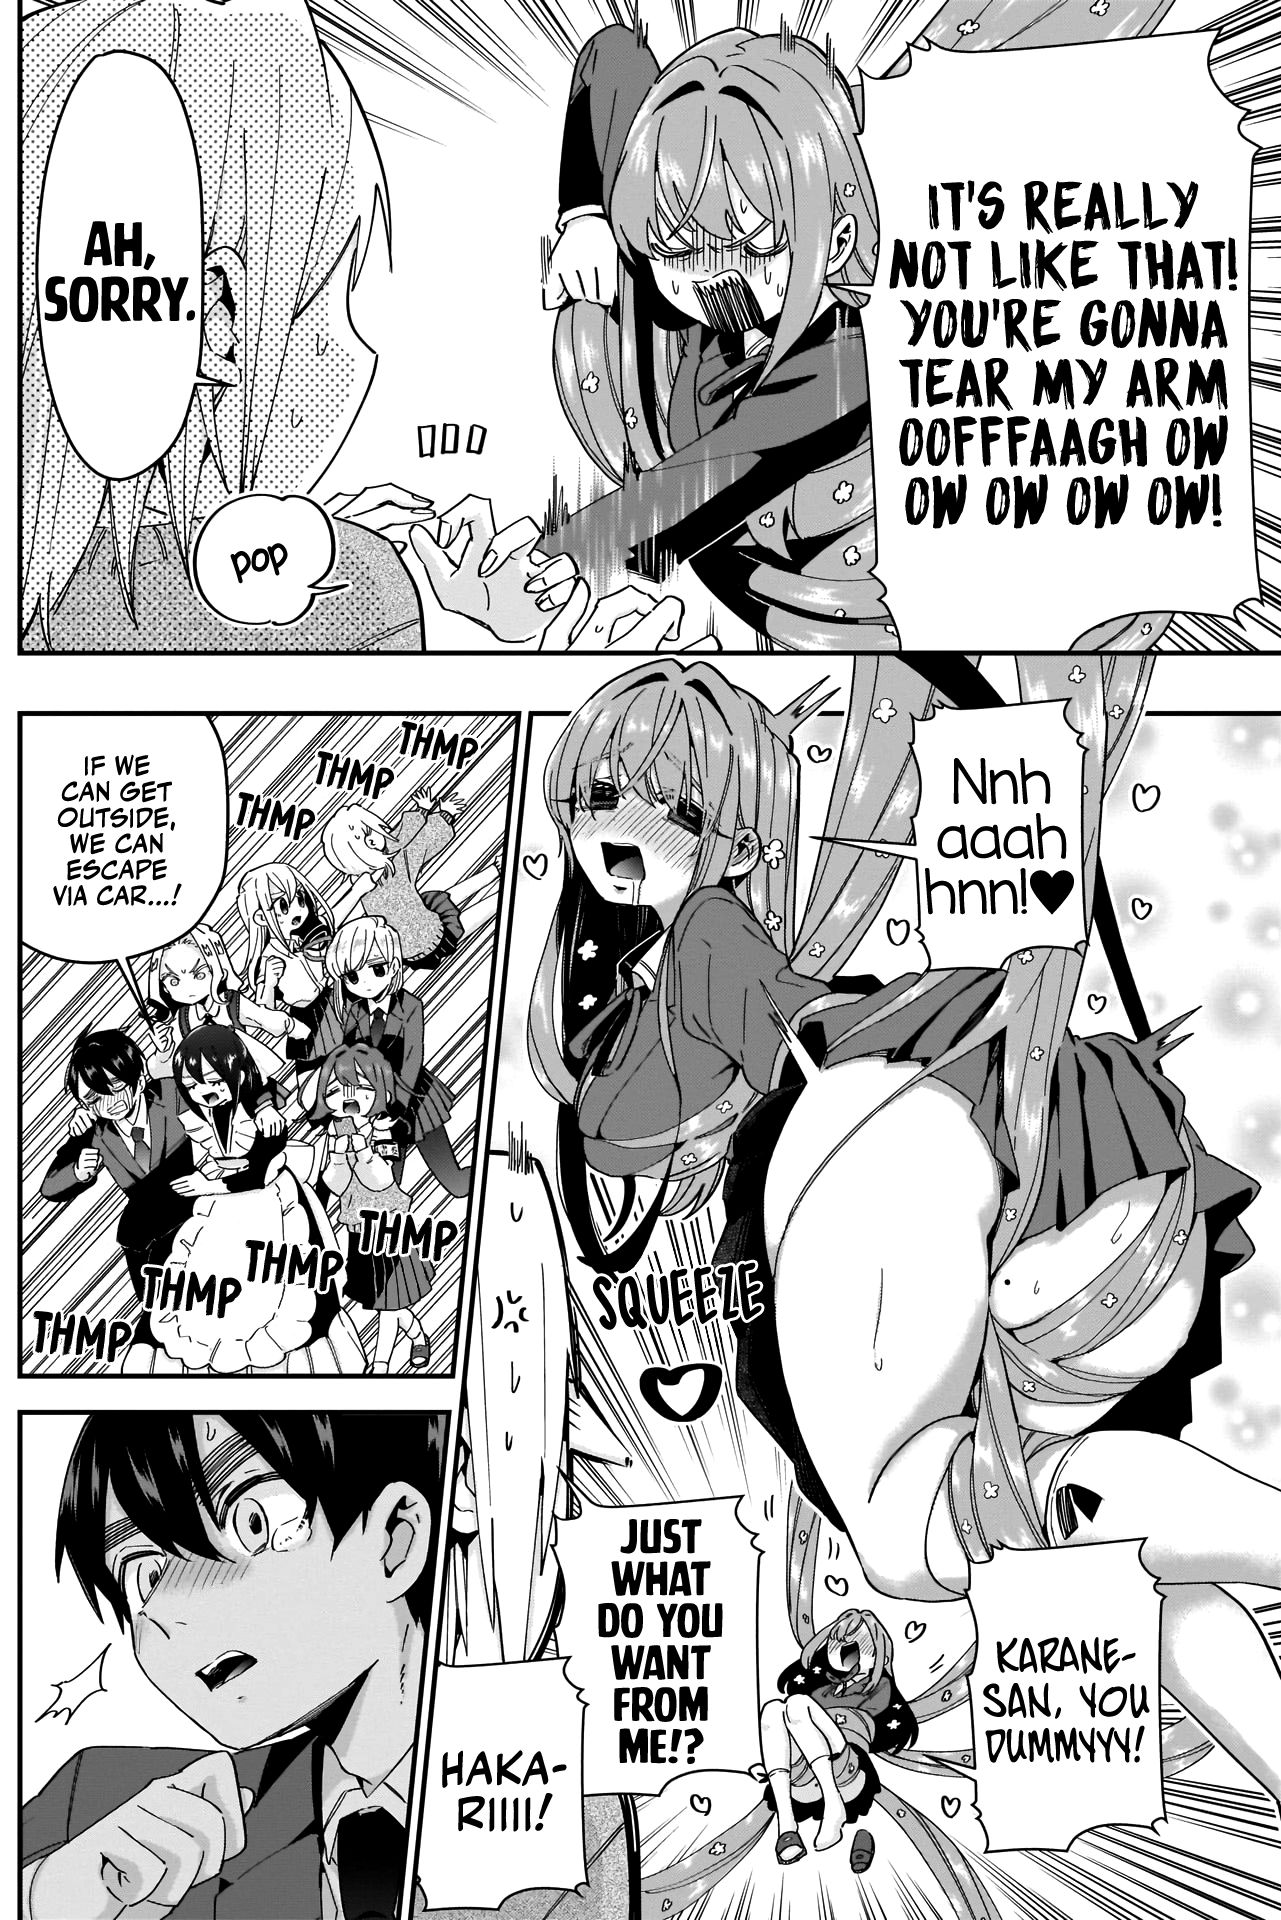 IT'S REALLY
NOT LIKE THAT!
YOU'RE GONNA
TEAR MY ARM
OOFFFAAGH OW
OW OW OW OW!
AH,
SORRY.
POP
Nnh
aaah
hnn!♥
SQUEEZE
KARANE-
SAN, YOU
DUMMYYY!
JUST
WHAT
DO YOU
WANT
FROM
ME!?
IF WE
CAN GET
OUTSIDE,
WE CAN
ESCAPE
VIA CAR...!
THMP
THMP
THMP
THMP
THMP
THMP
THMP
HAKA-
RIIII!